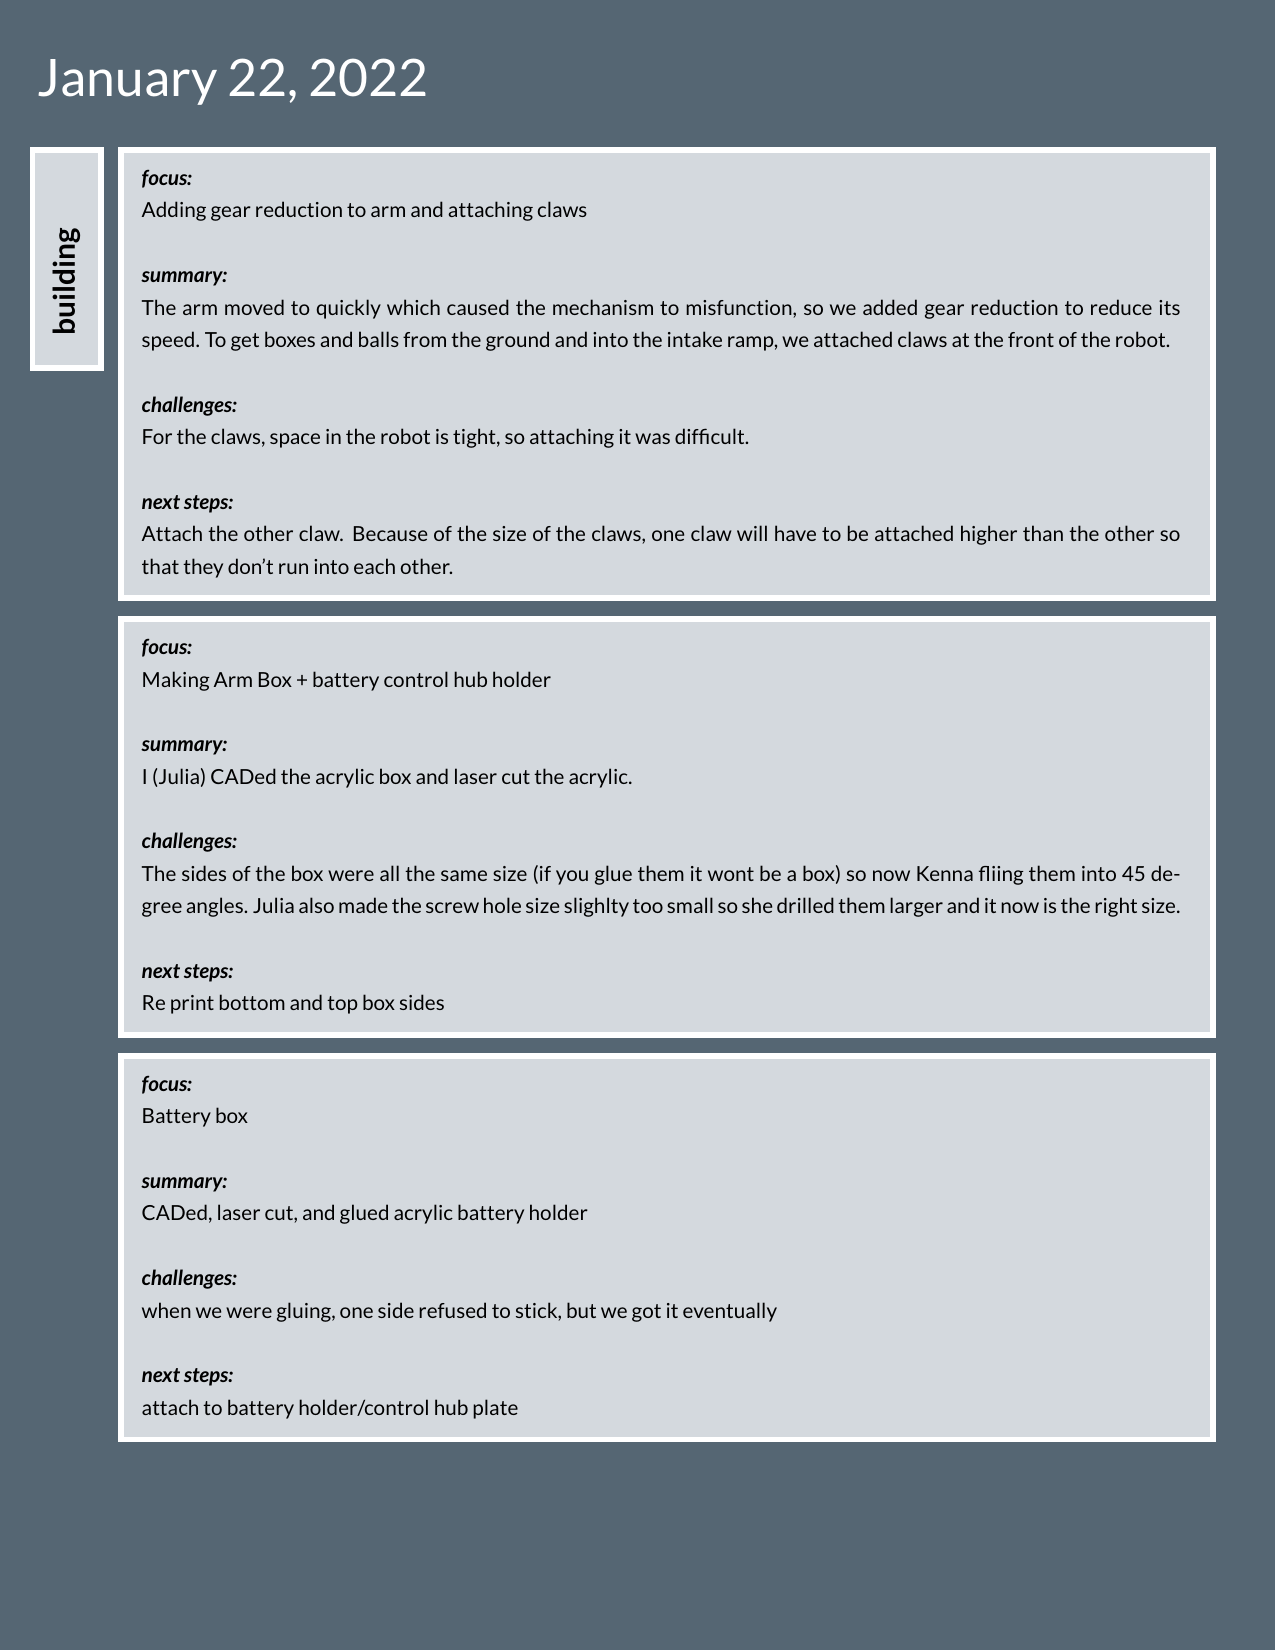 January 22, 2022
building
focus:
Adding gear reduction to arm and attaching claws
summary:
The arm moved to quickly which caused the mechanism to misfunction, so we added gear reduction to reduce its
speed. To get boxes and balls from the ground and into the intake ramp, we attached claws at the front of the robot.
challenges:
For the claws, space in the robot is tight, so attaching it was difficult.
next steps:
Attach the other claw. Because of the size of the claws, one claw will have to be attached higher than the other so
that they don’t run into each other.
focus:
Making Arm Box + battery control hub holder
summary:
I (Julia) CADed the acrylic box and laser cut the acrylic.
challenges:
The sides of the box were all the same size (if you glue them it wont be a box) so now Kenna fliing them into 45 de-
gree angles. Julia also made the screw hole size slighlty too small so she drilled them larger and it now is the right size.
next steps:
Re print bottom and top box sides
focus:
Battery box
summary:
CADed, laser cut, and glued acrylic battery holder
challenges:
when we were gluing, one side refused to stick, but we got it eventually
next steps:
attach to battery holder/control hub plate